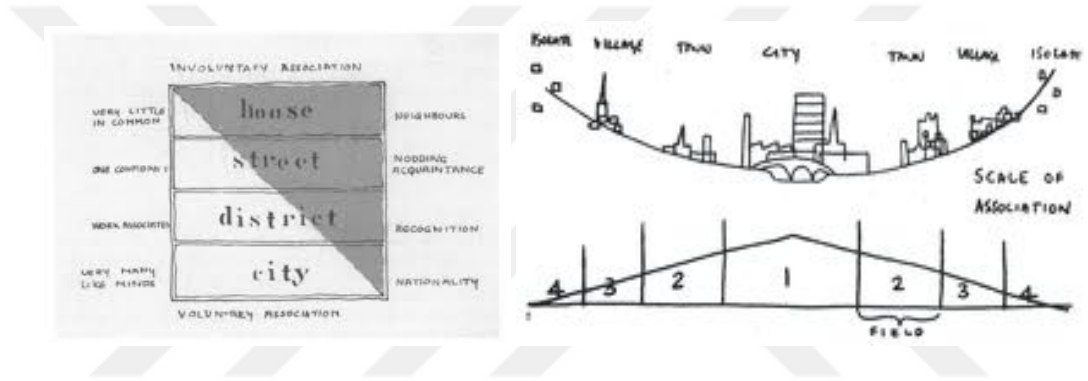 INVOLUNTARY ASSOCIATION
VERY LITTLE
IN COMMON
house
NEIGHBOURS
street
NODDING
ACQUAINTANCE
WORK ASSOCIATES
district
RECOGNITION
VERY MANY
LIKE MINDS
city
NATIONALITY
VOLUNTARY ASSOCIATION
ISOLATE VILLAGE TOWN CITY TOWN VILLAGE ISOLATE
SCALE OF
ASSOCIATION
4 3 2 1 2 3 4
FIELD